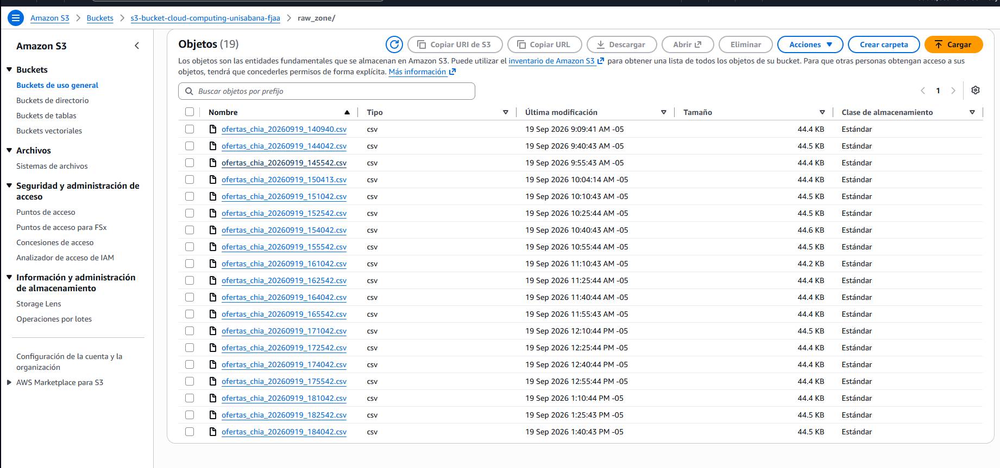 Amazon S3 > Buckets > s3-bucket-cloud-computing-unisabana-fjaa > raw_zone/
Amazon S3
Buckets
Buckets de uso general
Buckets de directorio
Buckets de tablas
Buckets vectoriales
Archivos
Sistemas de archivos
Seguridad y administración de
acceso
Puntos de acceso
Puntos de acceso para FSx
Concesiones de acceso
Analizador de acceso de IAM
Información y administración
de almacenamiento
Storage Lens
Operaciones por lotes
Configuración de la cuenta y la
organización
AWS Marketplace para S3
Objetos (19)
Copiar URI de S3 Copiar URL Descargar Abrir Eliminar Acciones Crear carpeta Cargar
Los objetos son las entidades fundamentales que se almacenan en Amazon S3. Puede utilizar el inventario de Amazon S3 para obtener una lista de todos los objetos de su bucket. Para que otras personas obtengan acceso a sus
objetos, tendrá que concederles permisos de forma explícita. Más información
Buscar objetos por prefijo
1
Nombre Tipo Última modificación Tamaño Clase de almacenamiento
ofertas_chia_20260919_140940.csv csv 19 Sep 2026 9:09:41 AM -05 44.4 KB Estándar
ofertas_chia_20260919_144042.csv csv 19 Sep 2026 9:40:43 AM -05 44.5 KB Estándar
ofertas_chia_20260919_145542.csv csv 19 Sep 2026 9:55:43 AM -05 44.4 KB Estándar
ofertas_chia_20260919_150413.csv csv 19 Sep 2026 10:04:14 AM -05 44.4 KB Estándar
ofertas_chia_20260919_151042.csv csv 19 Sep 2026 10:10:43 AM -05 44.5 KB Estándar
ofertas_chia_20260919_152542.csv csv 19 Sep 2026 10:25:44 AM -05 44.5 KB Estándar
ofertas_chia_20260919_154042.csv csv 19 Sep 2026 10:40:43 AM -05 44.6 KB Estándar
ofertas_chia_20260919_155542.csv csv 19 Sep 2026 10:55:44 AM -05 44.5 KB Estándar
ofertas_chia_20260919_161042.csv csv 19 Sep 2026 11:10:43 AM -05 44.2 KB Estándar
ofertas_chia_20260919_162542.csv csv 19 Sep 2026 11:25:44 AM -05 44.4 KB Estándar
ofertas_chia_20260919_164042.csv csv 19 Sep 2026 11:40:44 AM -05 44.4 KB Estándar
ofertas_chia_20260919_165542.csv csv 19 Sep 2026 11:55:43 AM -05 44.4 KB Estándar
ofertas_chia_20260919_171042.csv csv 19 Sep 2026 12:10:44 PM -05 44.5 KB Estándar
ofertas_chia_20260919_172542.csv csv 19 Sep 2026 12:25:44 PM -05 44.4 KB Estándar
ofertas_chia_20260919_174042.csv csv 19 Sep 2026 12:40:44 PM -05 44.4 KB Estándar
ofertas_chia_20260919_175542.csv csv 19 Sep 2026 12:55:44 PM -05 44.4 KB Estándar
ofertas_chia_20260919_181042.csv csv 19 Sep 2026 1:10:44 PM -05 44.4 KB Estándar
ofertas_chia_20260919_182542.csv csv 19 Sep 2026 1:25:43 PM -05 44.5 KB Estándar
ofertas_chia_20260919_184042.csv csv 19 Sep 2026 1:40:43 PM -05 44.5 KB Estándar